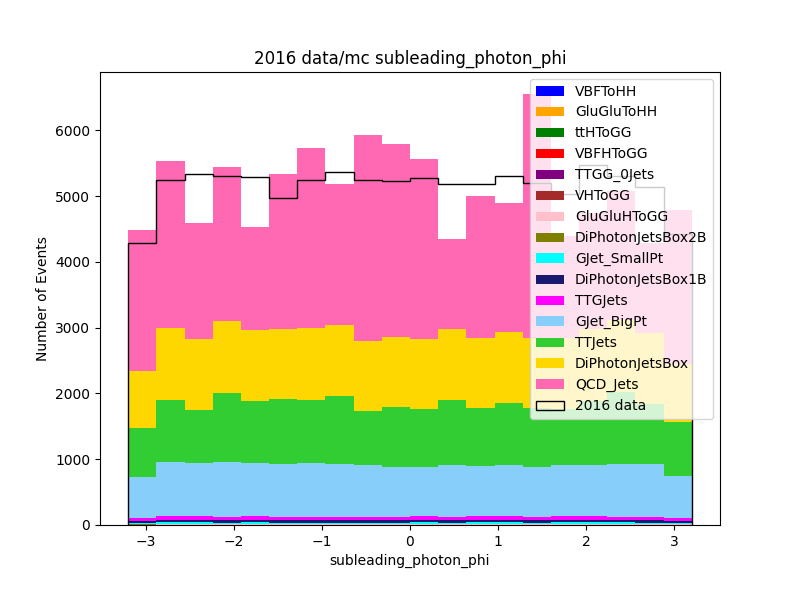 2016 data/mc subleading_photon_phi
Number of Events
6000
5000
4000
3000
2000
1000
0
−3
−2
−1
0
1
2
3
subleading_photon_phi
VBFToHH
GluGluToHH
ttHToGG
VBFHToGG
TTGG_0Jets
VHToGG
GluGluHToGG
DiPhotonJetsBox2B
GJet_SmallPt
DiPhotonJetsBox1B
TTGJets
GJet_BigPt
TTJets
DiPhotonJetsBox
QCD_Jets
2016 data